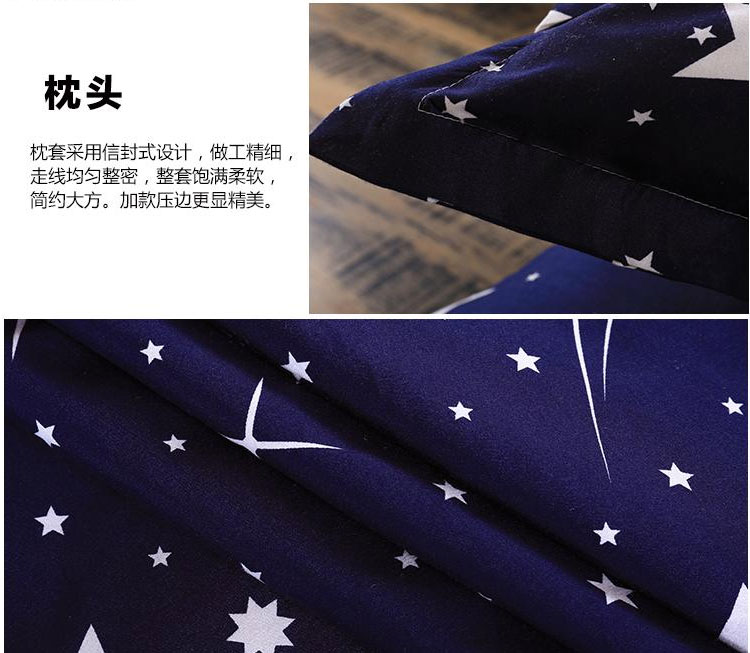 枕头
枕套采用信封式设计，做工精细，
走线均匀整密，整套饱满柔软，
简约大方。加款压边更显精美。